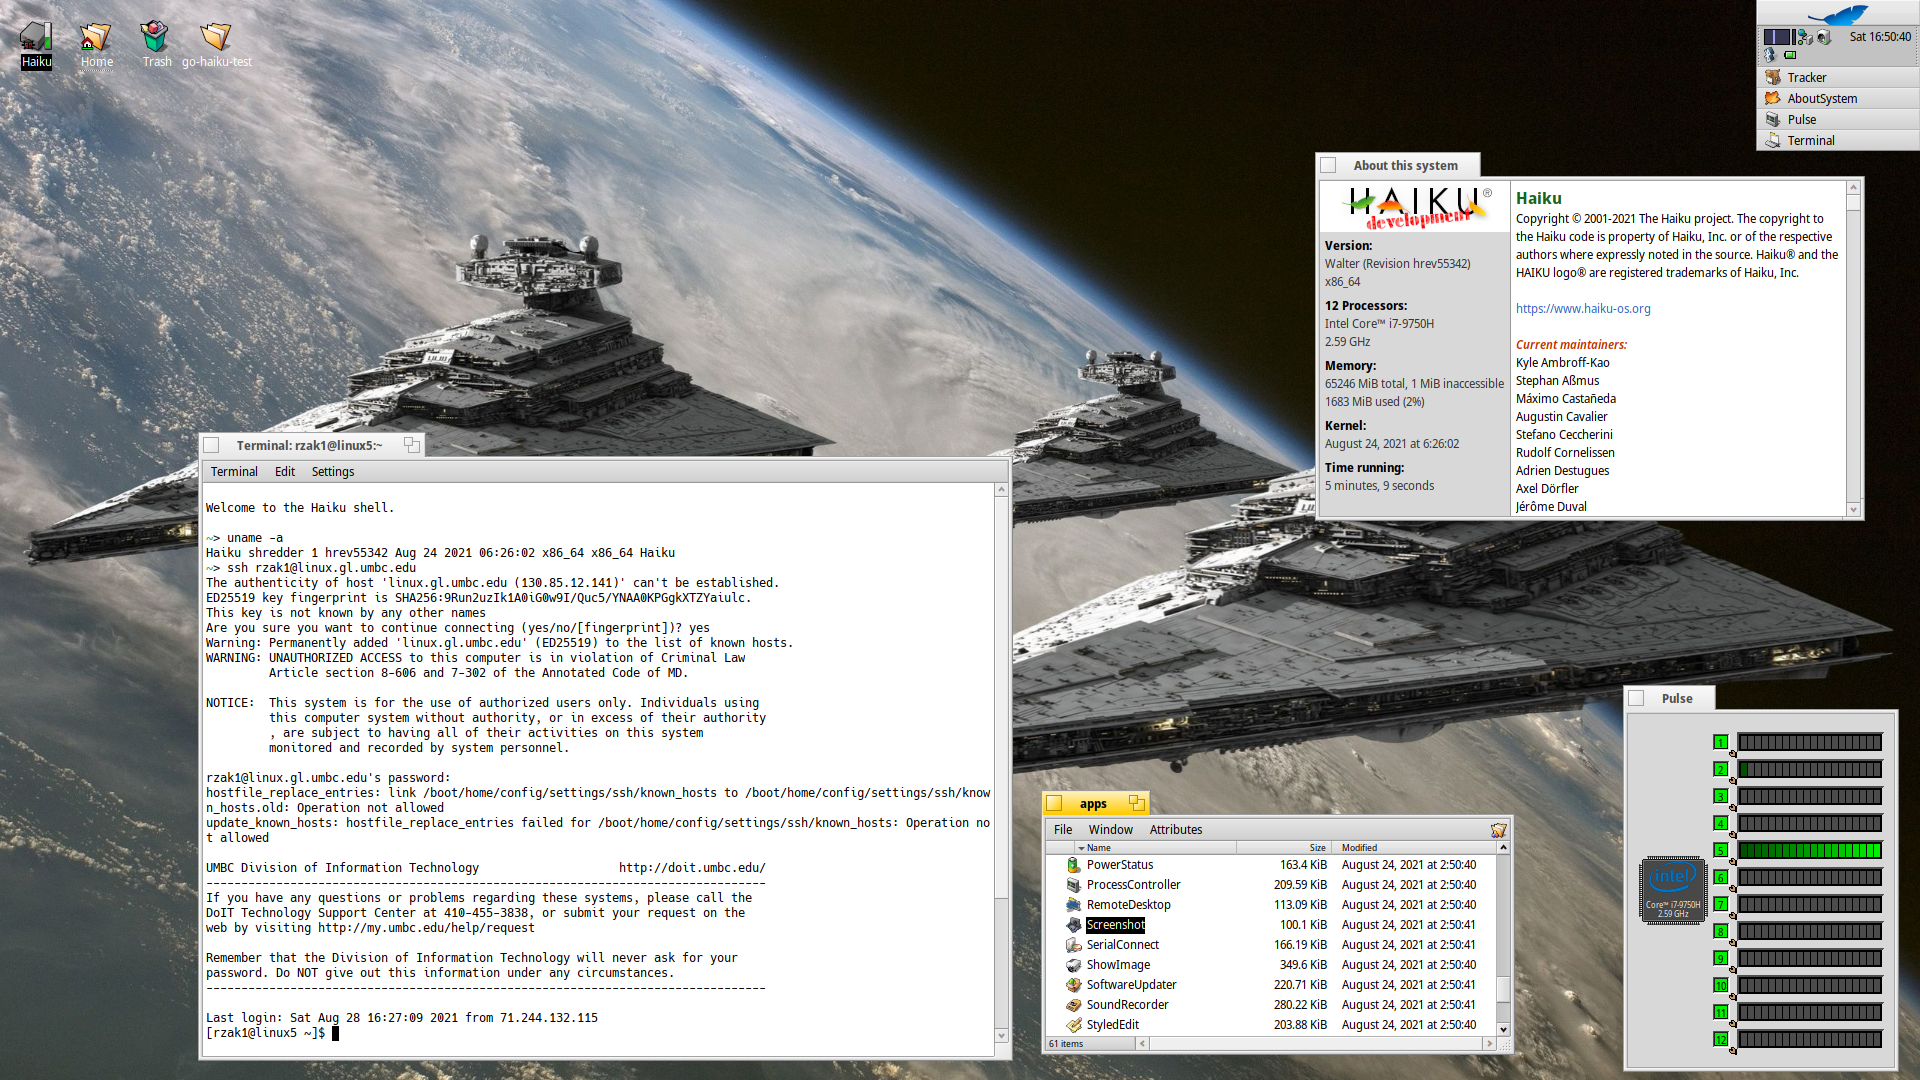 Haiku
Home
Trash
go-haiku-test
Sat 16:50:40
Tracker
AboutSystem
Pulse
Terminal
About this system
HAIKU®
development
Version:
Walter (Revision hrev55342)
x86_64
12 Processors:
Intel Core™ i7-9750H
2.59 GHz
Memory:
65246 MiB total, 1 MiB inaccessible
1683 MiB used (2%)
Kernel:
August 24, 2021 at 6:26:02
Time running:
5 minutes, 9 seconds
Haiku
Copyright © 2001-2021 The Haiku project. The copyright to
the Haiku code is property of Haiku, Inc. or of the respective
authors where expressly noted in the source. Haiku® and the
HAIKU logo® are registered trademarks of Haiku, Inc.
https://www.haiku-os.org
Current maintainers:
Kyle Ambroff-Kao
Stephan Aßmus
Máximo Castañeda
Augustin Cavalier
Stefano Ceccherini
Rudolf Cornelissen
Adrien Destugues
Axel Dörfler
Jérôme Duval
Terminal: rzak1@linux5:~
Terminal Edit Settings
Welcome to the Haiku shell.
~> uname -a
Haiku shredder 1 hrev55342 Aug 24 2021 06:26:02 x86_64 x86_64 Haiku
~> ssh rzak1@linux.gl.umbc.edu
The authenticity of host 'linux.gl.umbc.edu (130.85.12.141)' can't be established.
ED25519 key fingerprint is SHA256:9Run2uzIk1A0iG0w9I/Quc5/YNAA0KPGgkXTZYaiulc.
This key is not known by any other names
Are you sure you want to continue connecting (yes/no/[fingerprint])? yes
Warning: Permanently added 'linux.gl.umbc.edu' (ED25519) to the list of known hosts.
WARNING: UNAUTHORIZED ACCESS to this computer is in violation of Criminal Law
Article section 8-606 and 7-302 of the Annotated Code of MD.
NOTICE: This system is for the use of authorized users only. Individuals using
this computer system without authority, or in excess of their authority
, are subject to having all of their activities on this system
monitored and recorded by system personnel.
rzak1@linux.gl.umbc.edu's password:
hostfile_replace_entries: link /boot/home/config/settings/ssh/known_hosts to /boot/home/config/settings/ssh/know
n_hosts.old: Operation not allowed
update_known_hosts: hostfile_replace_entries failed for /boot/home/config/settings/ssh/known_hosts: Operation no
t allowed
UMBC Division of Information Technology http://doit.umbc.edu/
--------------------------------------------------------------------------------
If you have any questions or problems regarding these systems, please call the
DoIT Technology Support Center at 410-455-3838, or submit your request on the
web by visiting http://my.umbc.edu/help/request
Remember that the Division of Information Technology will never ask for your
password. Do NOT give out this information under any circumstances.
--------------------------------------------------------------------------------
Last login: Sat Aug 28 16:27:09 2021 from 71.244.132.115
[rzak1@linux5 ~]$
apps
File Window Attributes
Name Size Modified
PowerStatus 163.4 KiB August 24, 2021 at 2:50:40
ProcessController 209.59 KiB August 24, 2021 at 2:50:40
RemoteDesktop 113.09 KiB August 24, 2021 at 2:50:40
Screenshot 100.1 KiB August 24, 2021 at 2:50:41
SerialConnect 166.19 KiB August 24, 2021 at 2:50:41
ShowImage 349.6 KiB August 24, 2021 at 2:50:40
SoftwareUpdater 220.71 KiB August 24, 2021 at 2:50:41
SoundRecorder 280.22 KiB August 24, 2021 at 2:50:41
StyledEdit 203.88 KiB August 24, 2021 at 2:50:40
61 items
Pulse
intel
Core™ i7-9750H
2.59 GHz
1
2
3
4
5
6
7
8
9
10
11
12